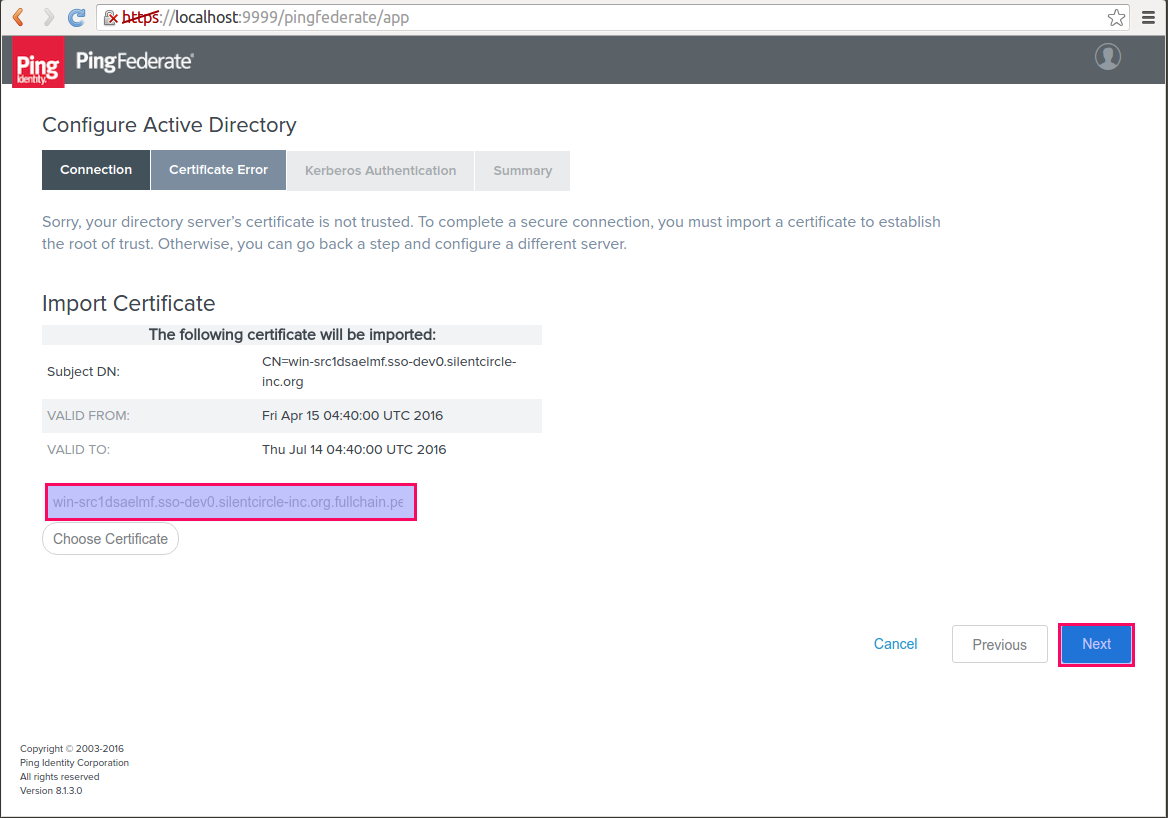 https://localhost:9999/pingfederate/app
Ping
Identity.
PingFederate®
Configure Active Directory
Connection
Certificate Error
Kerberos Authentication
Summary
Sorry, your directory server's certificate is not trusted. To complete a secure connection, you must import a certificate to establish
the root of trust. Otherwise, you can go back a step and configure a different server.
Import Certificate
The following certificate will be imported:
Subject DN:
CN=win-src1dsaelmf.sso-dev0.silentcircle-
inc.org
VALID FROM:
Fri Apr 15 04:40:00 UTC 2016
VALID TO:
Thu Jul 14 04:40:00 UTC 2016
win-src1dsaelmf.sso-dev0.silentcircle-inc.org.fullchain.pe
Choose Certificate
Cancel
Previous
Next
Copyright © 2003-2016
Ping Identity Corporation
All rights reserved
Version 8.1.3.0